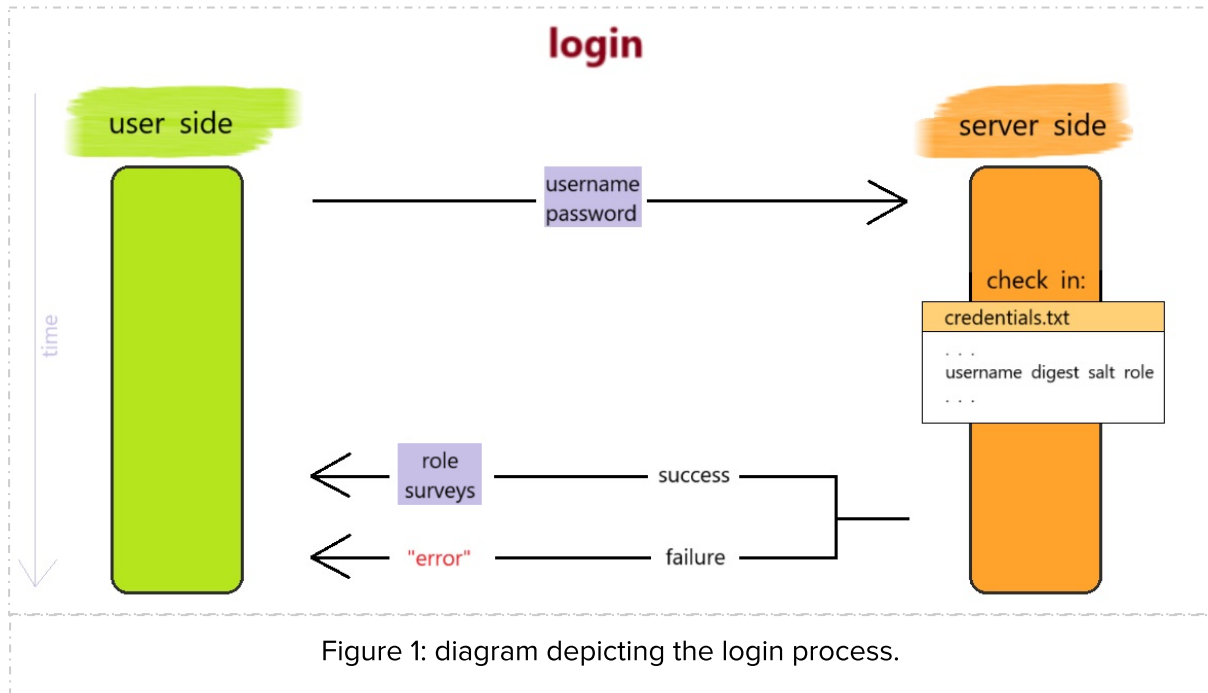 login
user side
server side
username
password
check in:
credentials.txt
. . .
username digest salt role
. . .
time
role
surveys
success
"error"
failure
Figure 1: diagram depicting the login process.